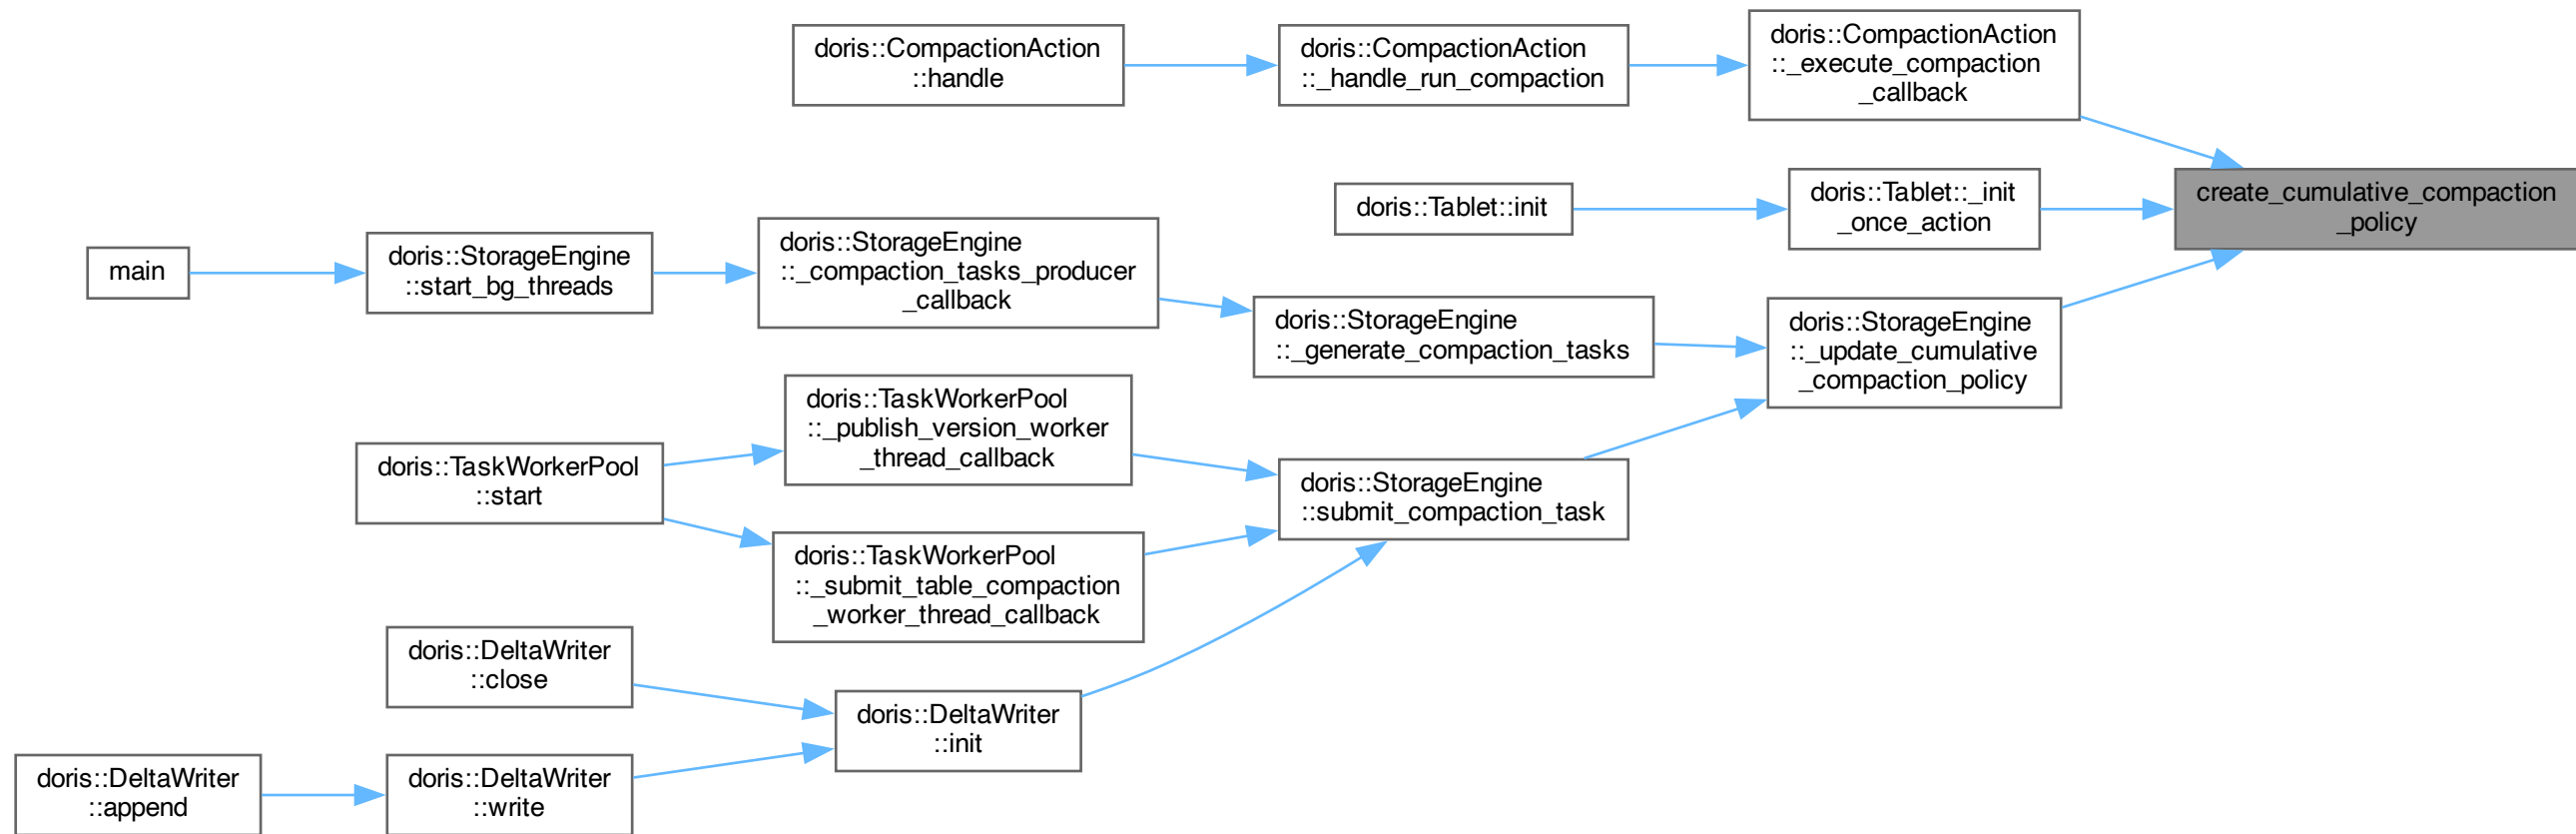 doris::CompactionAction
::handle
doris::CompactionAction
::_handle_run_compaction
doris::CompactionAction
::_execute_compaction
_callback
doris::Tablet::init
doris::Tablet::_init
_once_action
create_cumulative_compaction
_policy
main
doris::StorageEngine
::start_bg_threads
doris::StorageEngine
::_compaction_tasks_producer
_callback
doris::StorageEngine
::_generate_compaction_tasks
doris::StorageEngine
::_update_cumulative
_compaction_policy
doris::TaskWorkerPool
::start
doris::TaskWorkerPool
::_publish_version_worker
_thread_callback
doris::StorageEngine
::submit_compaction_task
doris::TaskWorkerPool
::_submit_table_compaction
_worker_thread_callback
doris::DeltaWriter
::close
doris::DeltaWriter
::init
doris::DeltaWriter
::append
doris::DeltaWriter
::write